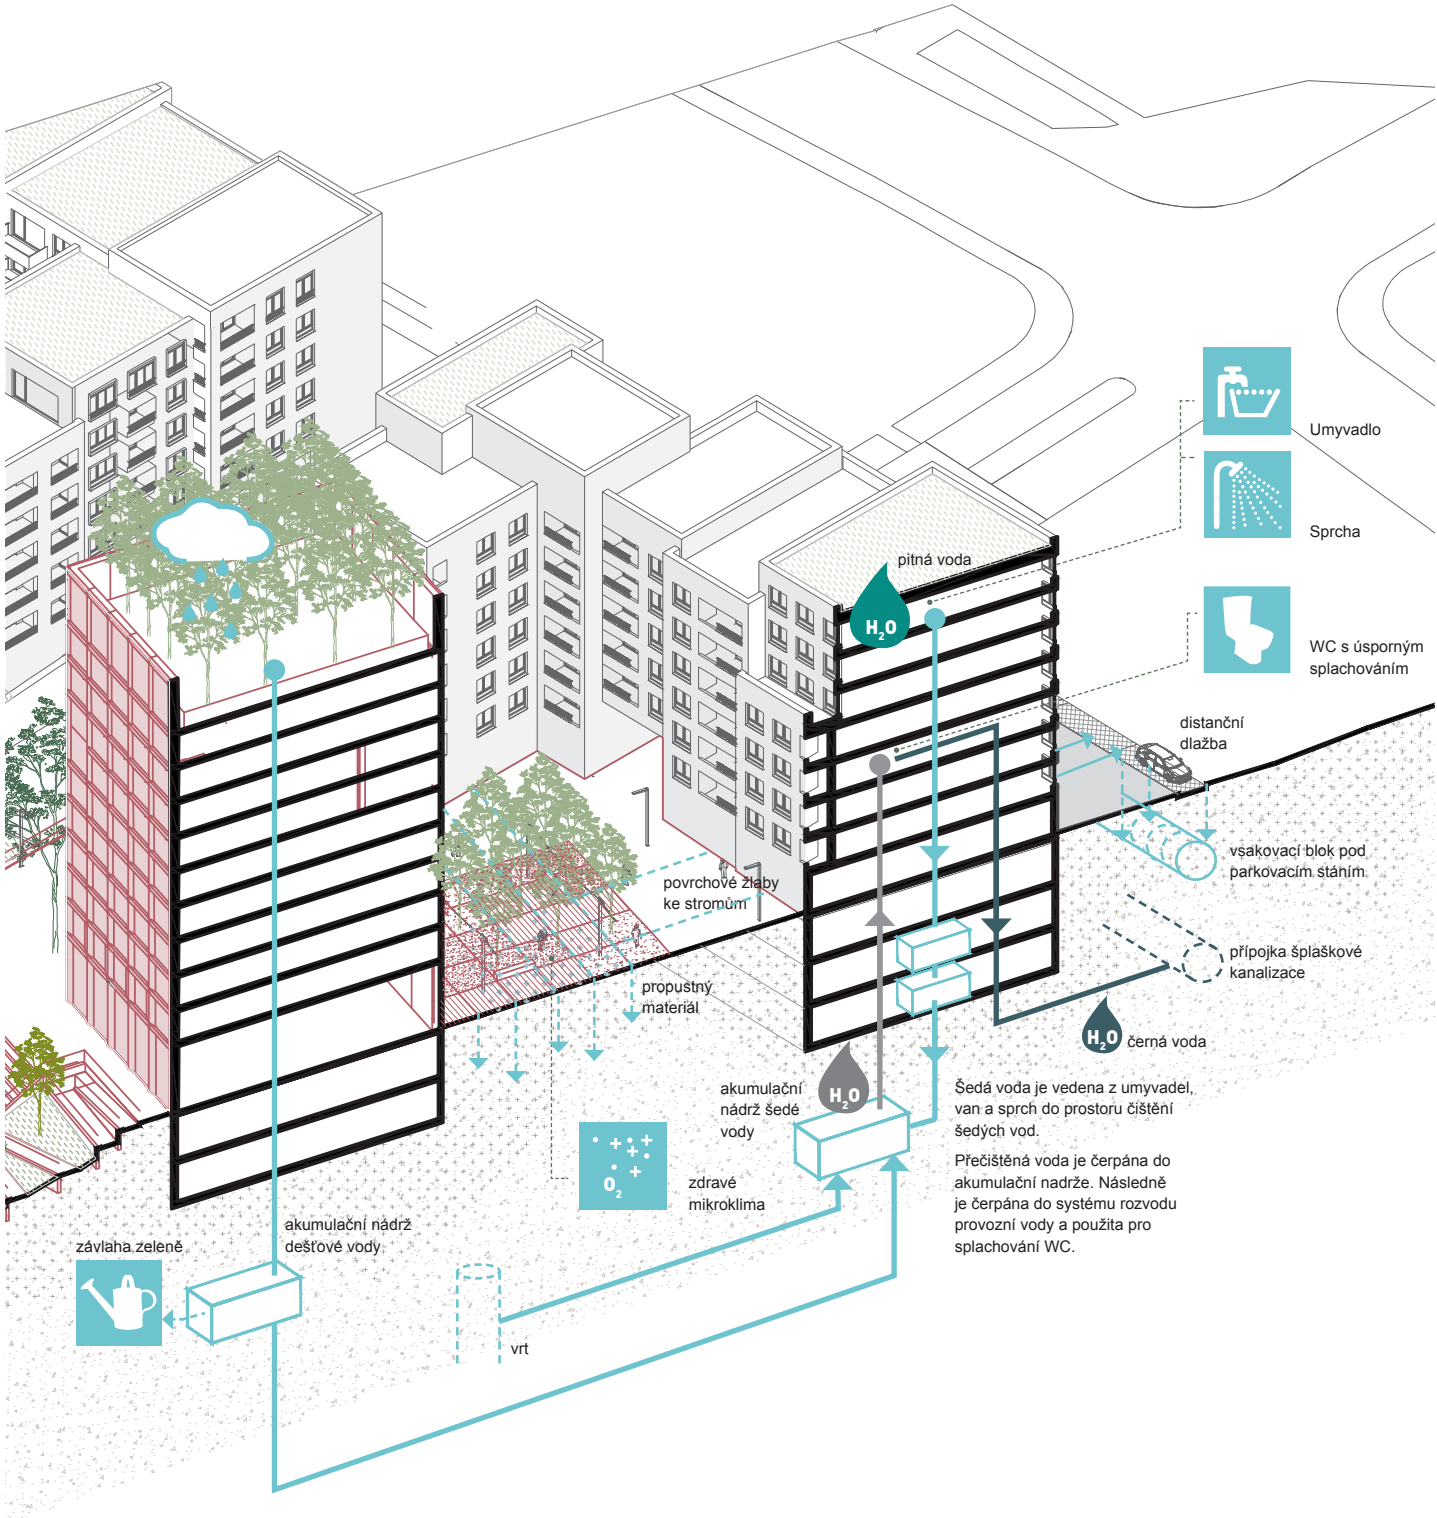 Umyvadlo
Sprcha
pitná voda
H₂O
WC s úsporným
splachováním
distanční
dlažba
vsakovací blok pod
parkovacím stáním
povrchové žlaby
ke stromům
přípojka šplaškové
kanalizace
propustný
materiál
H₂O
černá voda
akumulační
nádrž šedé
vody
H₂O
Šedá voda je vedena z umyvadel,
van a sprch do prostoru čištění
šedých vod.
Přečištěná voda je čerpána do
akumulační nadrže. Následně
je čerpána do systému rozvodu
provozní vody a použita pro
splachování WC.
O₂
zdravé
mikroklima
akumulační nádrž
dešťové vody
závlaha zeleně
vrt